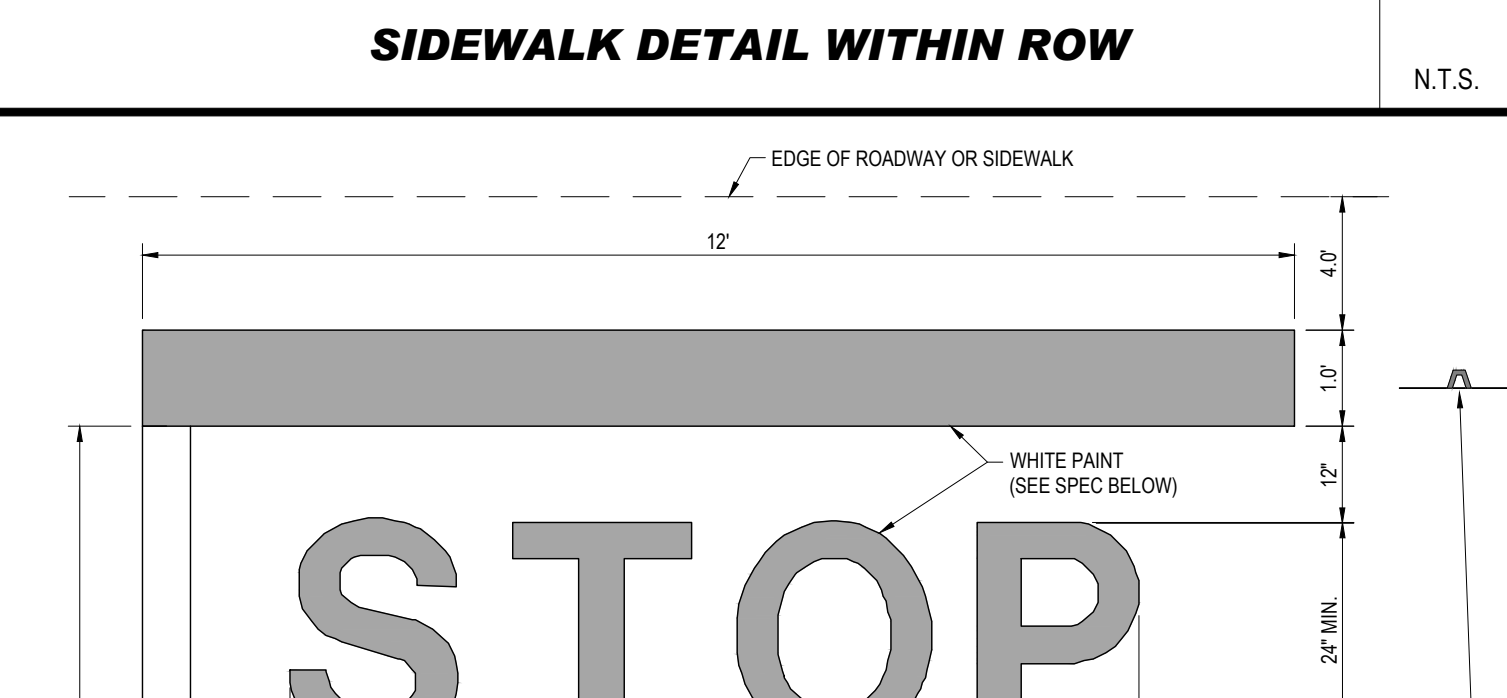 SIDEWALK DETAIL WITHIN ROW
N.T.S.
EDGE OF ROADWAY OR SIDEWALK
12'
4.0'
1.0'
WHITE PAINT
(SEE SPEC BELOW)
12"
STOP
24" MIN.